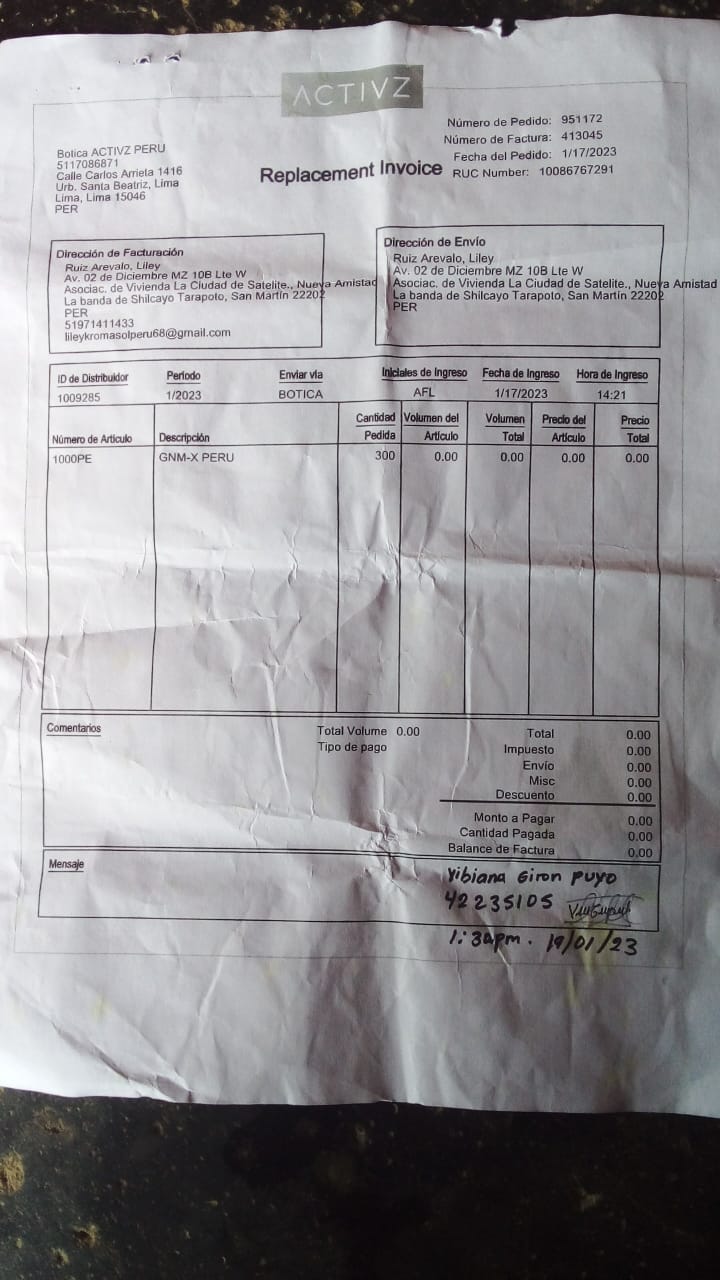 ACTIVZ
Número de Pedido: 951172
Número de Factura: 413045
Fecha del Pedido: 1/17/2023
RUC Number: 10086767291
Botica ACTIVZ PERU
5117086871
Calle Carlos Arrieta 1416
Urb. Santa Beatriz, Lima
Lima, Lima 15046
PER
Replacement Invoice
Dirección de Facturación
Ruiz Arevalo, Liley
Av. 02 de Diciembre MZ 10B Lte W
Asociac. de Vivienda La Ciudad de Satelite., Nueva Amistad
La banda de Shilcayo Tarapoto, San Martín 22202
PER
51971411433
lileykromasolperu68@gmail.com
Dirección de Envío
Ruiz Arevalo, Liley
Av. 02 de Diciembre MZ 10B Lte W
Asociac. de Vivienda La Ciudad de Satelite., Nueva Amistad
La banda de Shilcayo Tarapoto, San Martín 22202
PER
ID de Distribuidor Período Enviar vía Iniciales de Ingreso Fecha de Ingreso Hora de Ingreso
1009285 1/2023 BOTICA AFL 1/17/2023 14:21
Cantidad Volumen del Volumen Precio del Precio
Número de Artículo Descripción Pedida Artículo Total Artículo Total
1000PE GNM-X PERU 300 0.00 0.00 0.00 0.00
Comentarios
Total Volume 0.00
Tipo de pago
Total 0.00
Impuesto 0.00
Envío 0.00
Misc 0.00
Descuento 0.00
Monto a Pagar 0.00
Cantidad Pagada 0.00
Balance de Factura 0.00
Mensaje
Vibiana Giron Puyo
42235105
1:30pm. 19/01/23